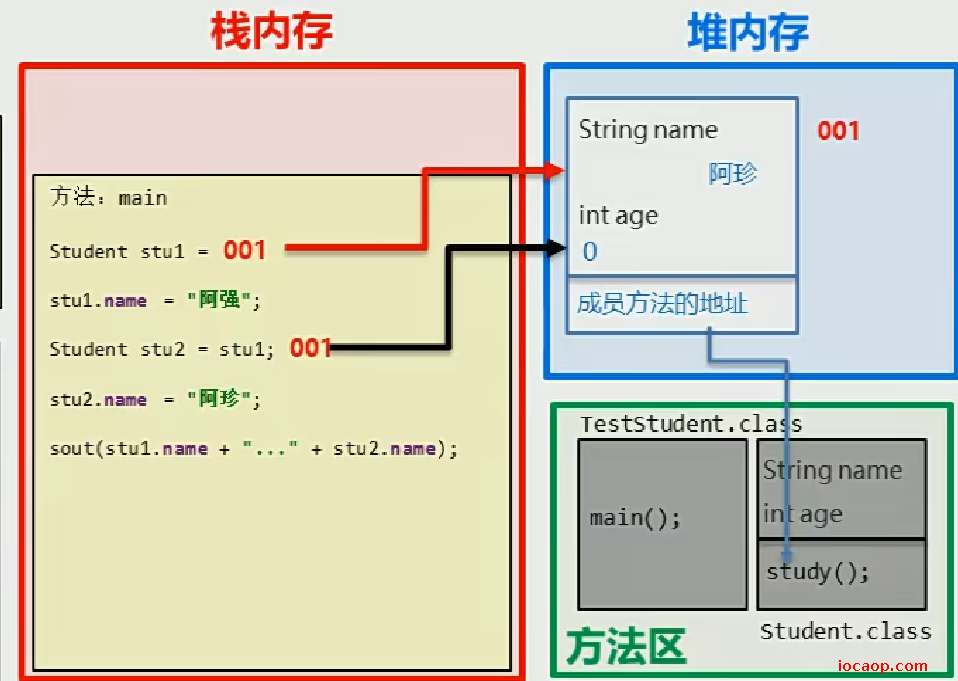 栈内存
堆内存
方法：main
Student stu1 = 001
stu1.name = "阿强";
Student stu2 = stu1; 001
stu2.name = "阿珍";
sout(stu1.name + "..." + stu2.name);
String name
001
阿珍
int age
0
成员方法的地址
TestStudent.class
main();
String name
int age
study();
Student.class
方法区
iocaop.com